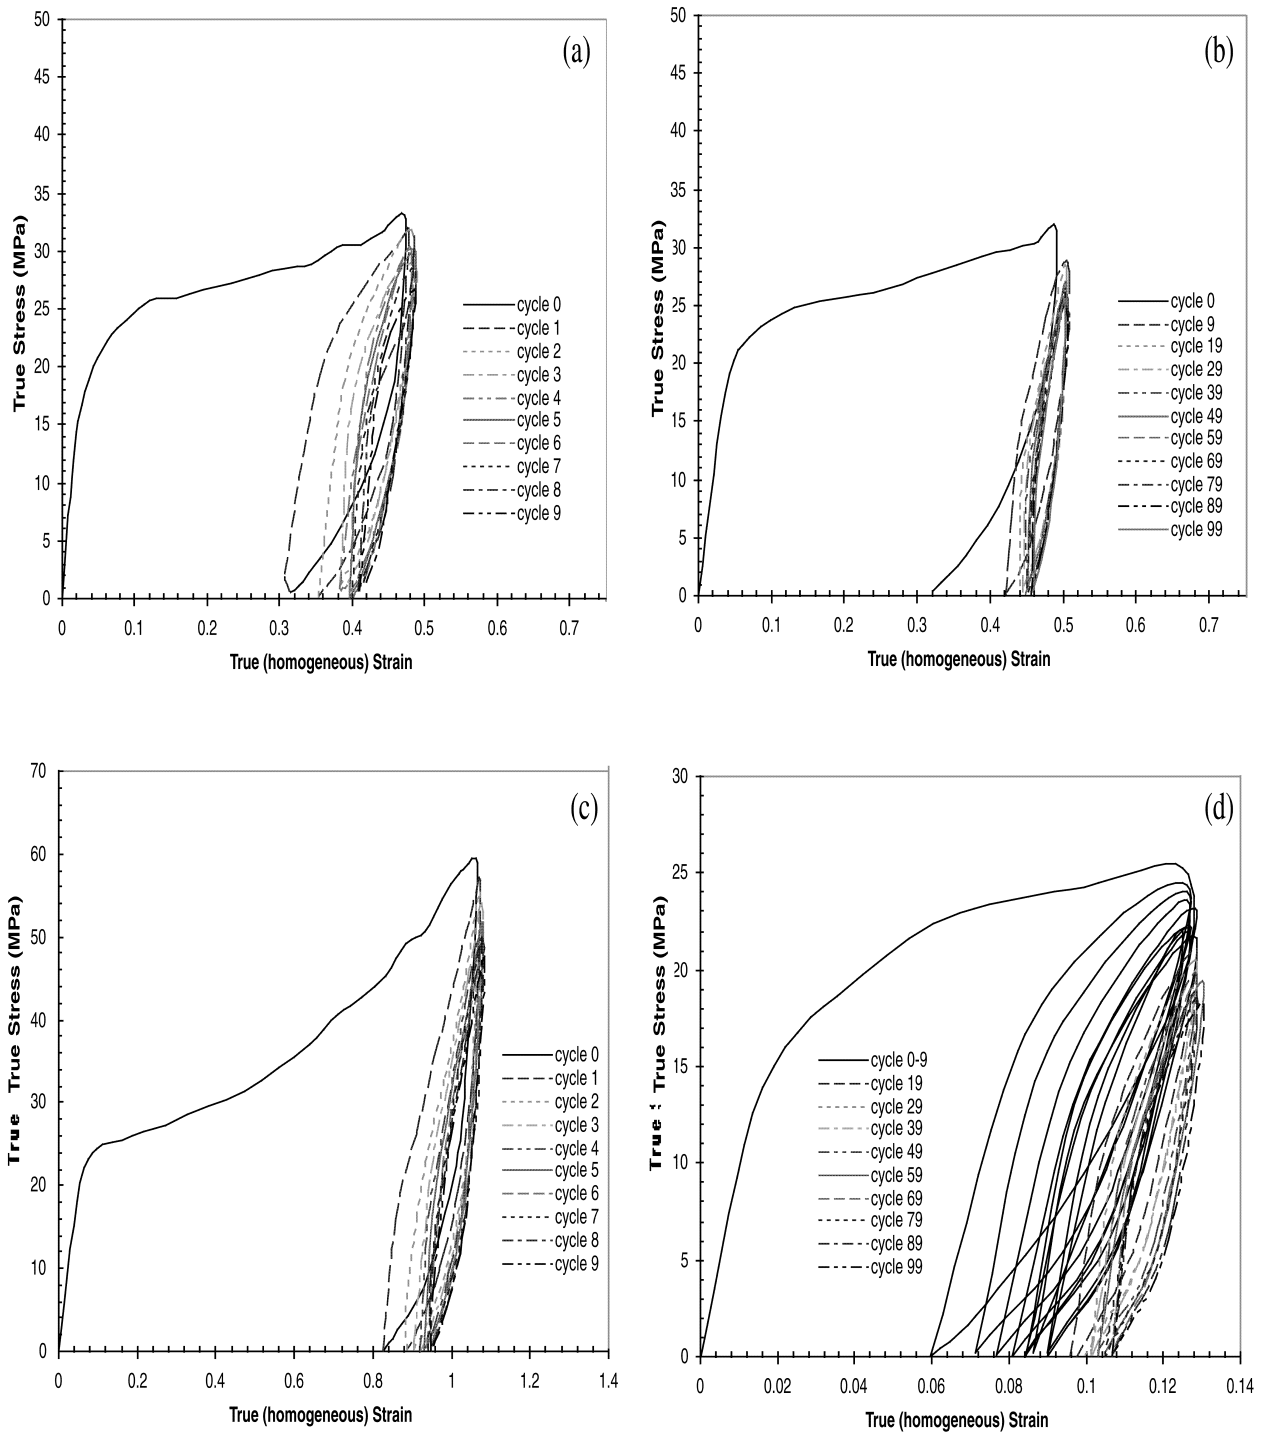 (a)
50
45
40
35
30
25
20
15
10
5
0
True Stress (MPa)
cycle 0
cycle 1
cycle 2
cycle 3
cycle 4
cycle 5
cycle 6
cycle 7
cycle 8
cycle 9
0 0.1 0.2 0.3 0.4 0.5 0.6 0.7
True (homogeneous) Strain
(b)
50
45
40
35
30
25
20
15
10
5
0
True Stress (MPa)
cycle 0
cycle 9
cycle 19
cycle 29
cycle 39
cycle 49
cycle 59
cycle 69
cycle 79
cycle 89
cycle 99
0 0.1 0.2 0.3 0.4 0.5 0.6 0.7
True (homogeneous) Strain
(c)
70
60
50
40
30
20
10
0
True True Stress (MPa)
cycle 0
cycle 1
cycle 2
cycle 3
cycle 4
cycle 5
cycle 6
cycle 7
cycle 8
cycle 9
0 0.2 0.4 0.6 0.8 1 1.2 1.4
True (homogeneous) Strain
(d)
30
25
20
15
10
5
0
True True Stress (MPa)
cycle 0-9
cycle 19
cycle 29
cycle 39
cycle 49
cycle 59
cycle 69
cycle 79
cycle 89
cycle 99
0 0.02 0.04 0.06 0.08 0.1 0.12 0.14
True (homogeneous) Strain